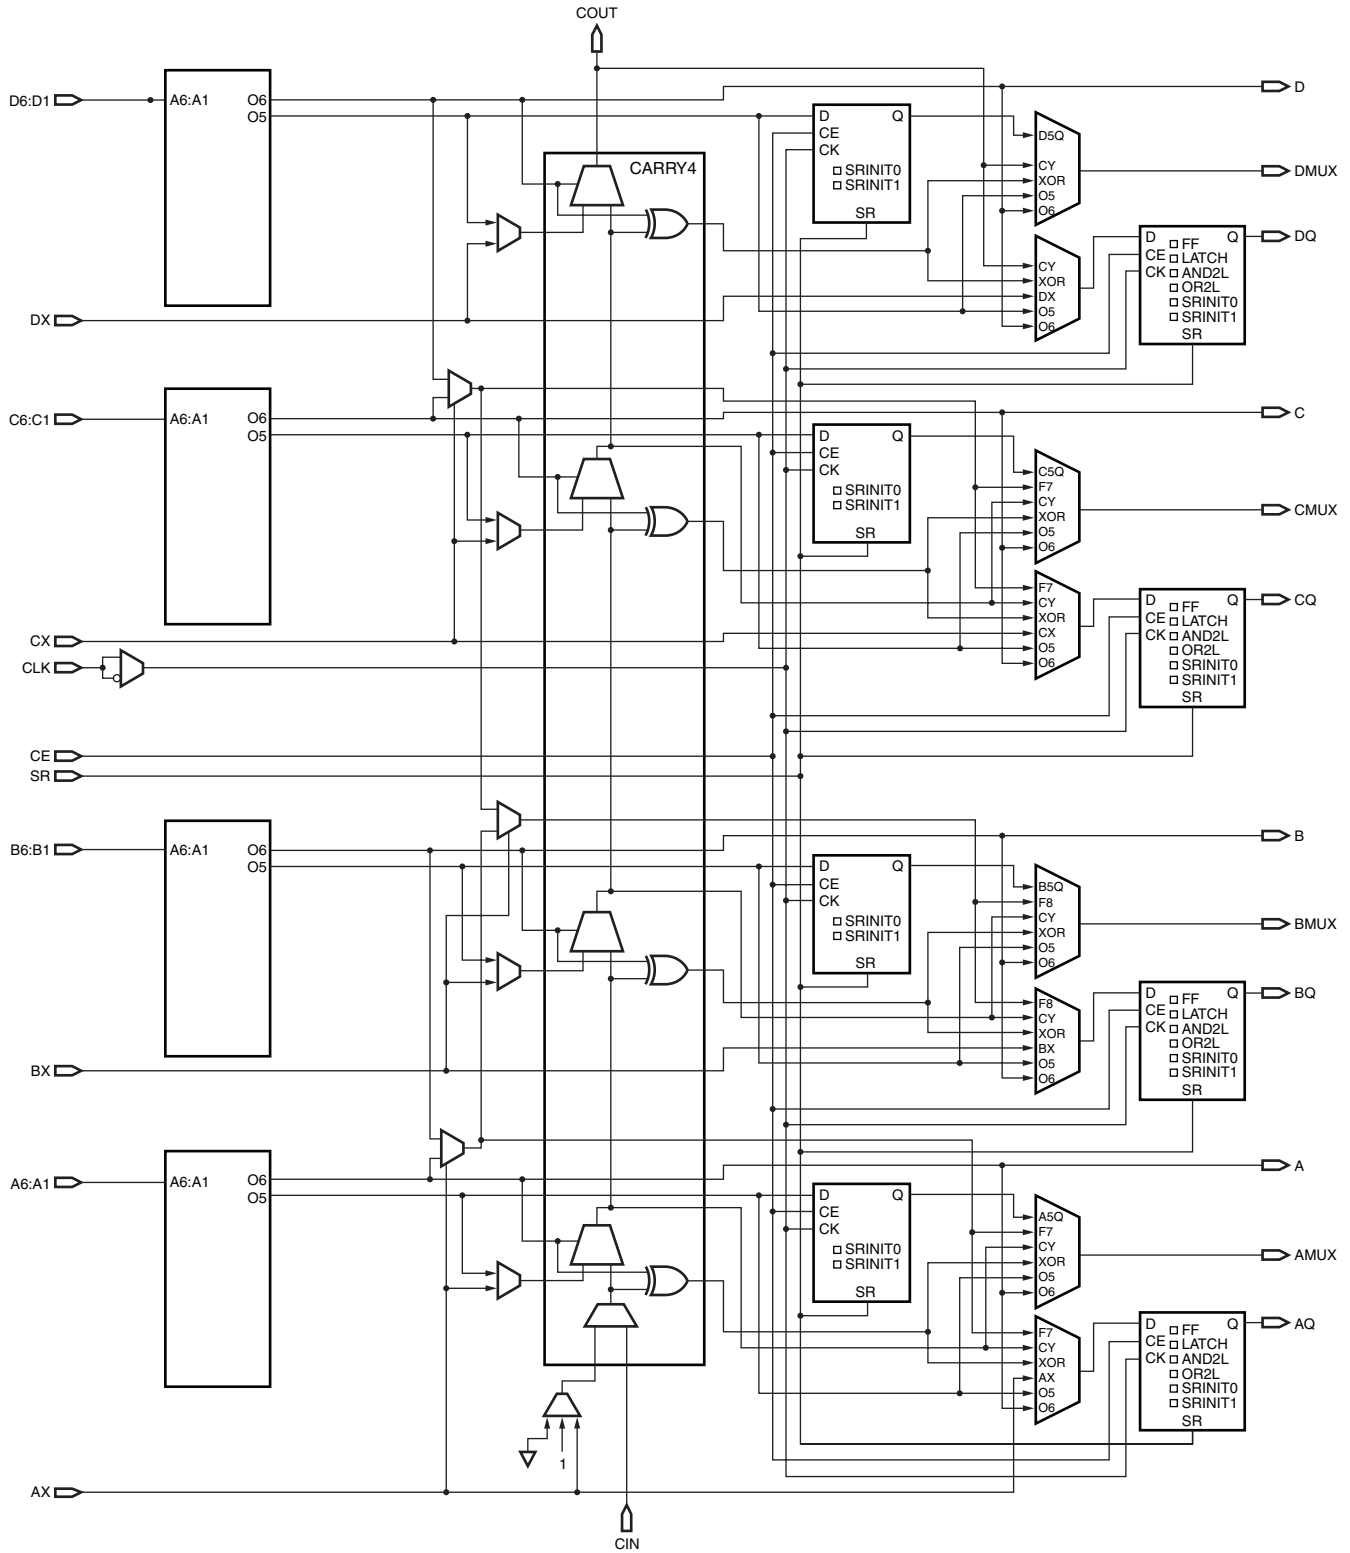 COUT
D6:D1
A6:A1
O6
O5
D
CE
CK
Q
SRINIT0
SRINIT1
SR
D
D5Q
CY
XOR
O5
O6
DMUX
CARRY4
CY
XOR
DX
O5
O6
D
CE
CK
Q
FF
LATCH
AND2L
OR2L
SRINIT0
SRINIT1
SR
DQ
DX
C6:C1
A6:A1
O6
O5
D
CE
CK
Q
SRINIT0
SRINIT1
SR
C
C5Q
F7
CY
XOR
O5
O6
CMUX
F7
CY
XOR
CX
O5
O6
D
CE
CK
Q
FF
LATCH
AND2L
OR2L
SRINIT0
SRINIT1
SR
CQ
CX
CLK
CE
SR
B6:B1
A6:A1
O6
O5
D
CE
CK
Q
SRINIT0
SRINIT1
SR
B
B5Q
F8
CY
XOR
O5
O6
BMUX
F8
CY
XOR
BX
O5
O6
D
CE
CK
Q
FF
LATCH
AND2L
OR2L
SRINIT0
SRINIT1
SR
BQ
BX
A6:A1
A6:A1
O6
O5
D
CE
CK
Q
SRINIT0
SRINIT1
SR
A
A5Q
F7
CY
XOR
O5
O6
AMUX
F7
CY
XOR
AX
O5
O6
D
CE
CK
Q
FF
LATCH
AND2L
OR2L
SRINIT0
SRINIT1
SR
AQ
1
AX
CIN